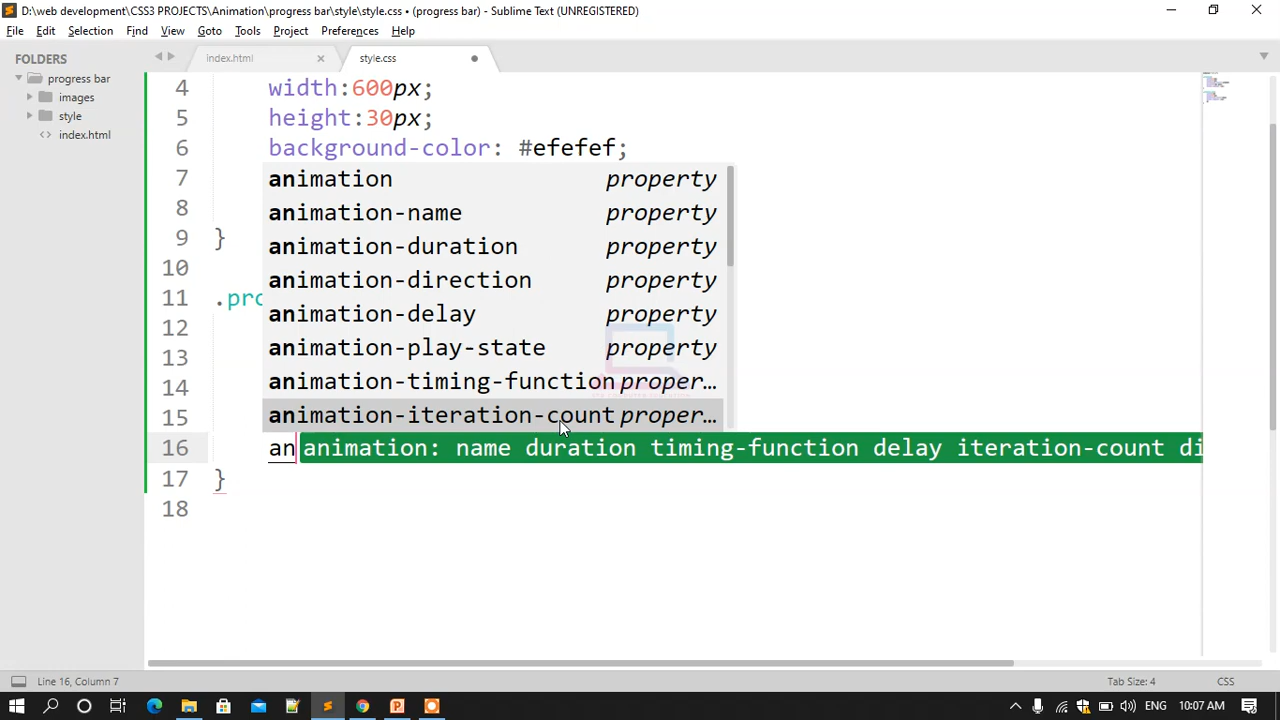 D:\web development\CSS3 PROJECTS\Animation\progress bar\style\style.css • (progress bar) - Sublime Text (UNREGISTERED)
File Edit Selection Find View Goto Tools Project Preferences Help
FOLDERS
progress bar
images
style
index.html
index.html
style.css
4 width:600px;
5 height:30px;
6 background-color: #efefef;
7 animation property
8 animation-name property
9 } animation-duration property
10 animation-direction property
11 .pro animation-delay property
12 animation-play-state property
13
14 animation-timing-function proper…
15 animation-iteration-count proper…
16 an animation: name duration timing-function delay iteration-count di
17 }
18
Line 16, Column 7
Tab Size: 4
CSS
ENG
10:07 AM